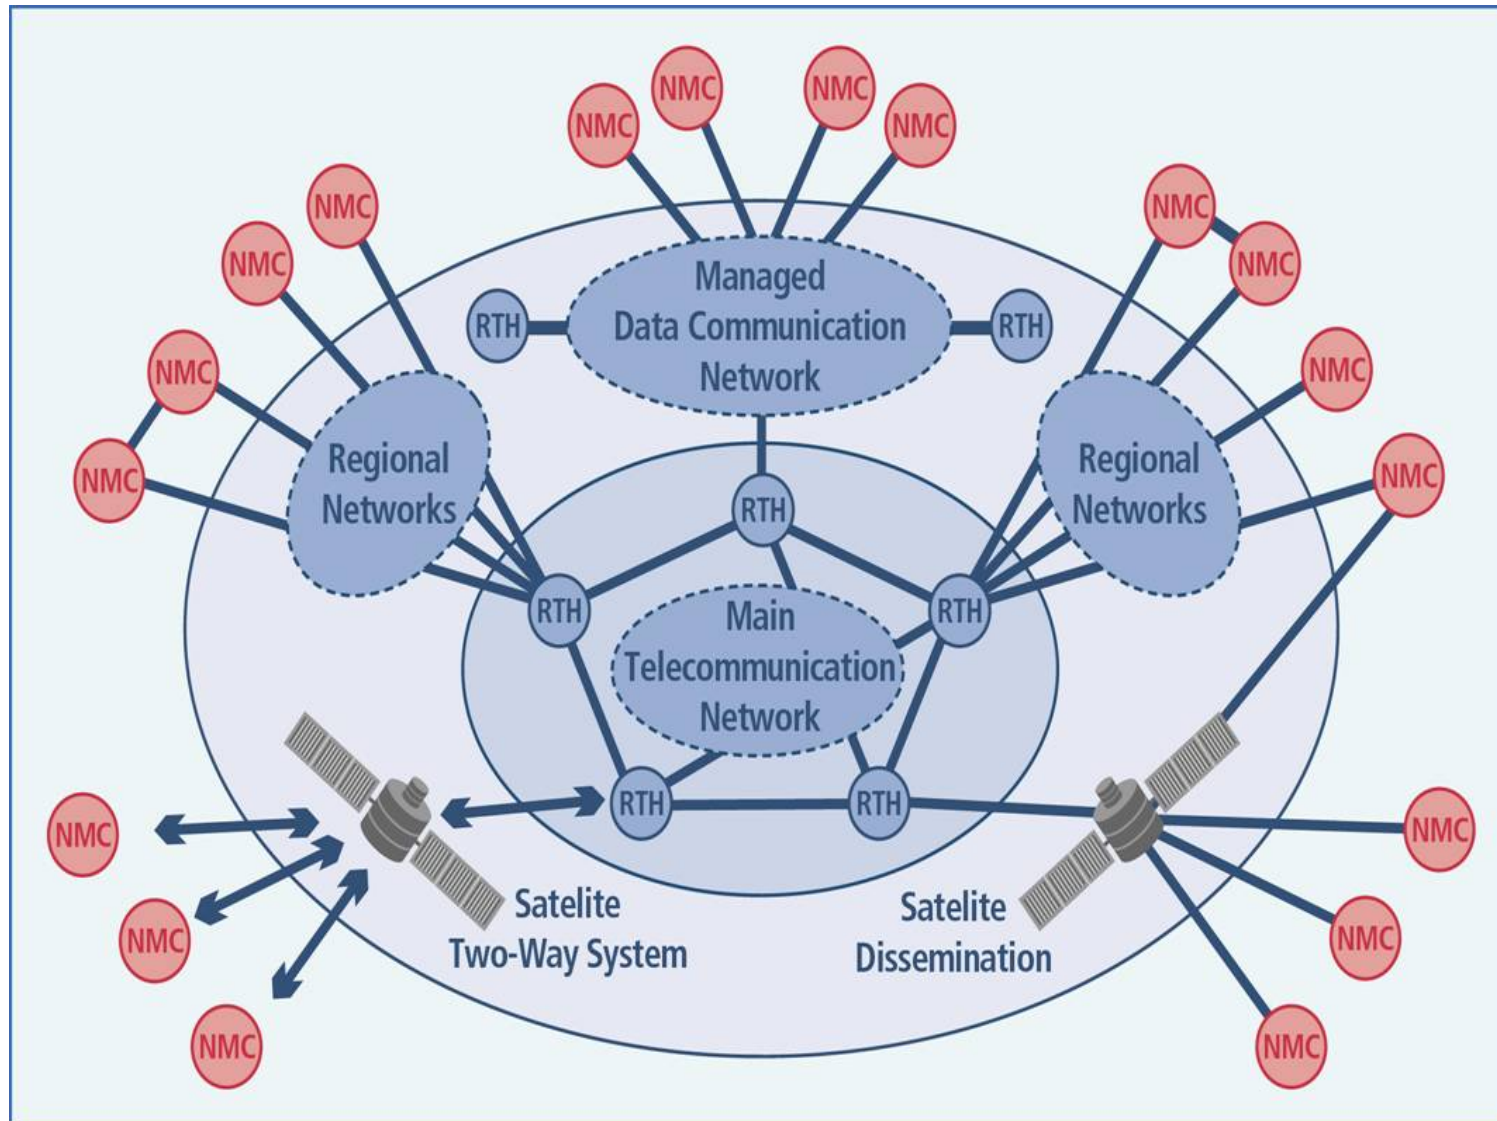 NMC
NMC
NMC
NMC
NMC
NMC
NMC
NMC
Managed
Data Communication
Network
RTH
RTH
NMC
NMC
NMC
NMC
Regional
Networks
Regional
Networks
NMC
NMC
RTH
RTH
RTH
Main
Telecommunication
Network
RTH
RTH
NMC
NMC
NMC
Satelite
Two-Way System
Satelite
Dissemination
NMC
NMC
NMC